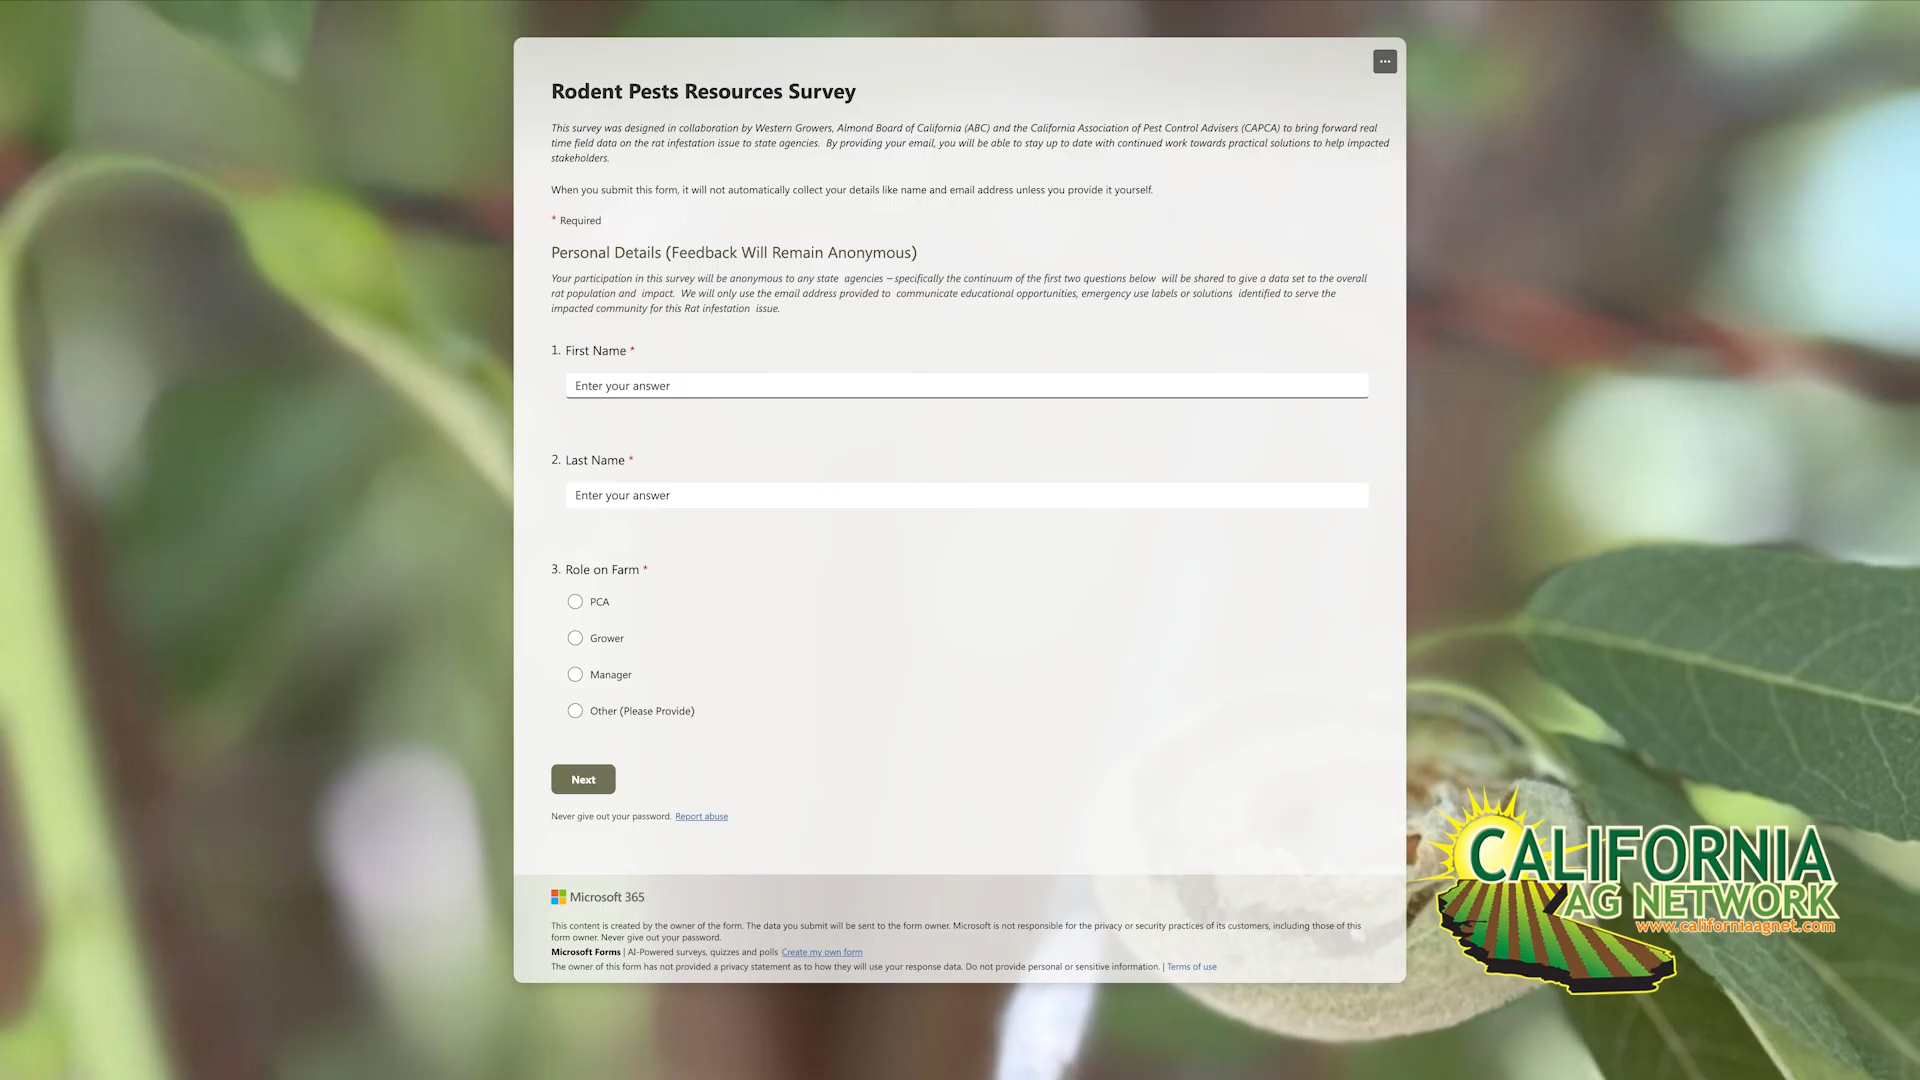 ...
Rodent Pests Resources Survey
This survey was designed in collaboration by Western Growers, Almond Board of California (ABC) and the California Association of Pest Control Advisers (CAPCA) to bring forward real
time field data on the rat infestation issue to state agencies. By providing your email, you will be able to stay up to date with continued work towards practical solutions to help impacted
stakeholders.
When you submit this form, it will not automatically collect your details like name and email address unless you provide it yourself.
* Required
Personal Details (Feedback Will Remain Anonymous)
Your participation in this survey will be anonymous to any state agencies – specifically the continuum of the first two questions below will be shared to give a data set to the overall
rat population and impact. We will only use the email address provided to communicate educational opportunities, emergency use labels or solutions identified to serve the
impacted community for this Rat infestation issue.
1. First Name *
Enter your answer
2. Last Name *
Enter your answer
3. Role on Farm *
PCA
Grower
Manager
Other (Please Provide)
Next
Never give out your password. Report abuse
Microsoft 365
This content is created by the owner of the form. The data you submit will be sent to the form owner. Microsoft is not responsible for the privacy or security practices of its customers, including those of this
form owner. Never give out your password.
Microsoft Forms | AI-Powered surveys, quizzes and polls Create my own form
The owner of this form has not provided a privacy statement as to how they will use your response data. Do not provide personal or sensitive information. | Terms of use
CALIFORNIA
AG NETWORK
www.californiaagnet.com